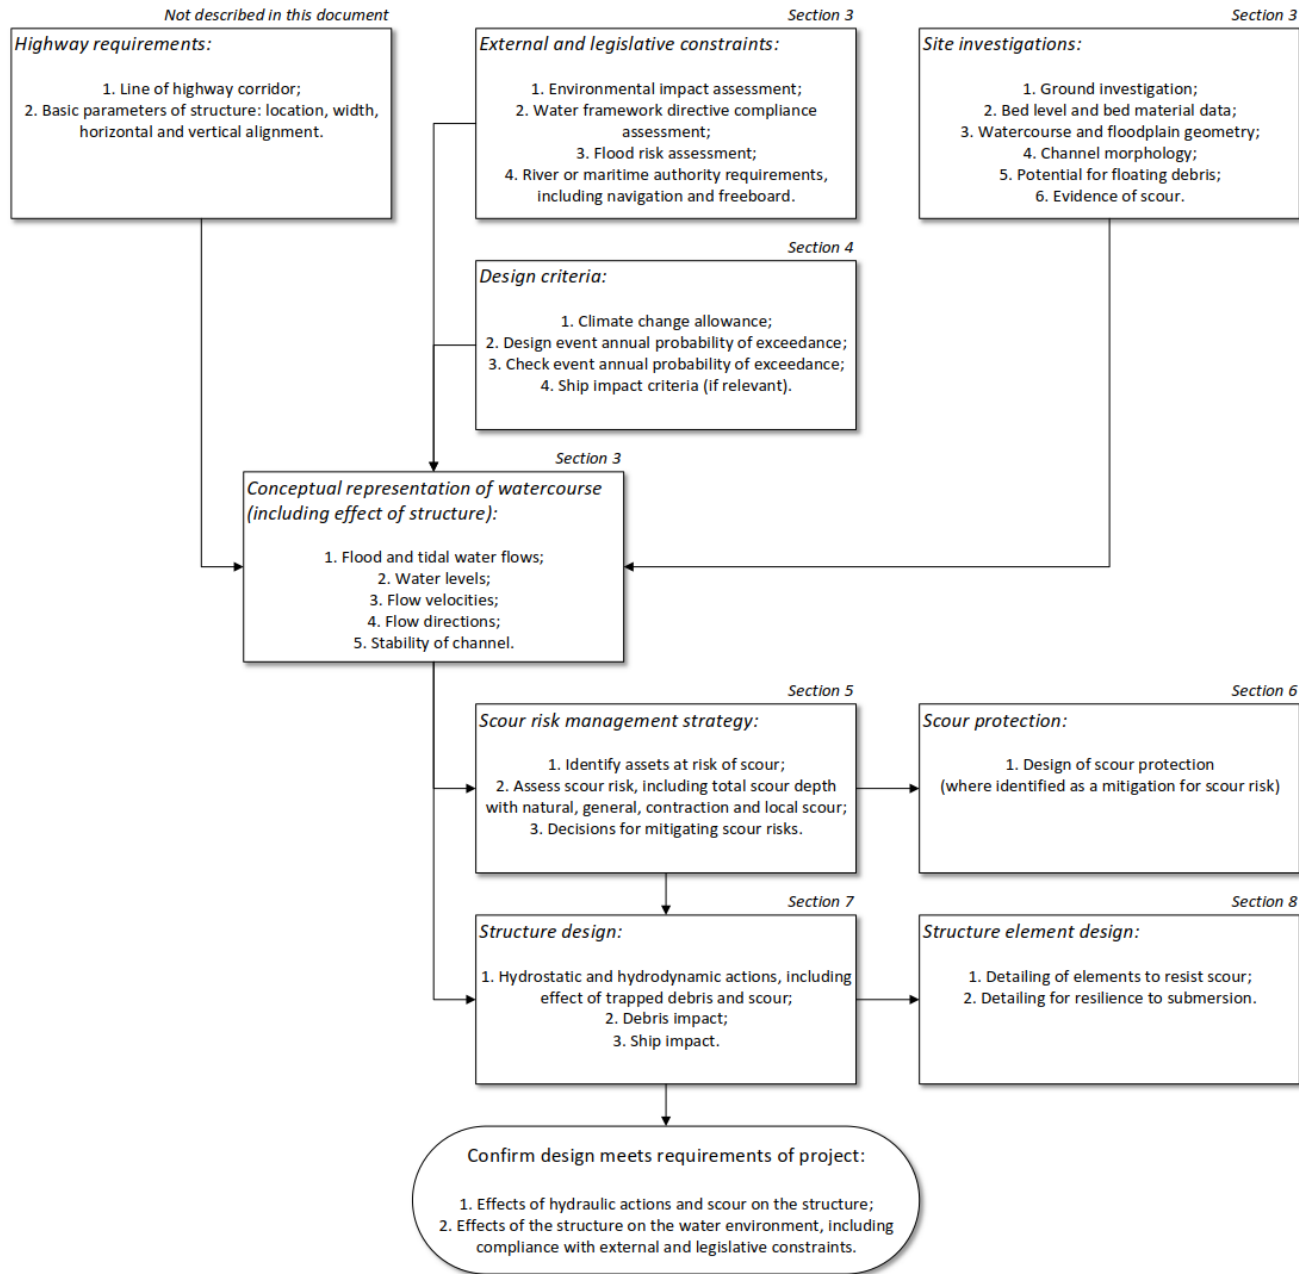 Not described in this document
Highway requirements:
1. Line of highway corridor;
2. Basic parameters of structure: location, width,
horizontal and vertical alignment.
Section 3
External and legislative constraints:
1. Environmental impact assessment;
2. Water framework directive compliance
assessment;
3. Flood risk assessment;
4. River or maritime authority requirements,
including navigation and freeboard.
Section 3
Site investigations:
1. Ground investigation;
2. Bed level and bed material data;
3. Watercourse and floodplain geometry;
4. Channel morphology;
5. Potential for floating debris;
6. Evidence of scour.
Section 4
Design criteria:
1. Climate change allowance;
2. Design event annual probability of exceedance;
3. Check event annual probability of exceedance;
4. Ship impact criteria (if relevant).
Section 3
Conceptual representation of watercourse
(including effect of structure):
1. Flood and tidal water flows;
2. Water levels;
3. Flow velocities;
4. Flow directions;
5. Stability of channel.
Section 5
Scour risk management strategy:
1. Identify assets at risk of scour;
2. Assess scour risk, including total scour depth
with natural, general, contraction and local scour;
3. Decisions for mitigating scour risks.
Section 6
Scour protection:
1. Design of scour protection
(where identified as a mitigation for scour risk)
Section 7
Structure design:
1. Hydrostatic and hydrodynamic actions, including
effect of trapped debris and scour;
2. Debris impact;
3. Ship impact.
Section 8
Structure element design:
1. Detailing of elements to resist scour;
2. Detailing for resilience to submersion.
Confirm design meets requirements of project:
1. Effects of hydraulic actions and scour on the structure;
2. Effects of the structure on the water environment, including
compliance with external and legislative constraints.